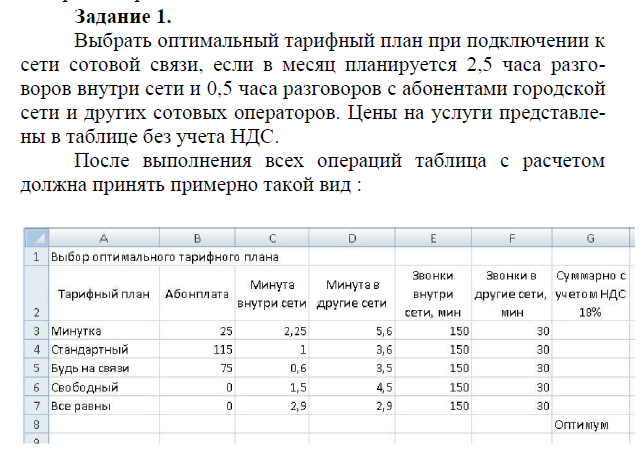 Задание 1.
Выбрать оптимальный тарифный план при подключении к
сети сотовой связи, если в месяц планируется 2,5 часа разго-
воров внутри сети и 0,5 часа разговоров с абонентами городской
сети и других сотовых операторов. Цены на услуги представле-
ны в таблице без учета НДС.
После выполнения всех операций таблица с расчетом
должна принять примерно такой вид :
A B C D E F G
1 Выбор оптимального тарифного плана
2 Тарифный план Абонплата Минута внутри сети Минута в другие сети Звонки внутри сети, мин Звонки в другие сети, мин Суммарно с учетом НДС 18%
3 Минутка 25 2,25 5,6 150 30
4 Стандартный 115 1 3,6 150 30
5 Будь на связи 75 0,6 3,5 150 30
6 Свободный 0 1,5 4,5 150 30
7 Все равны 0 2,9 2,9 150 30
8 Оптимум
9